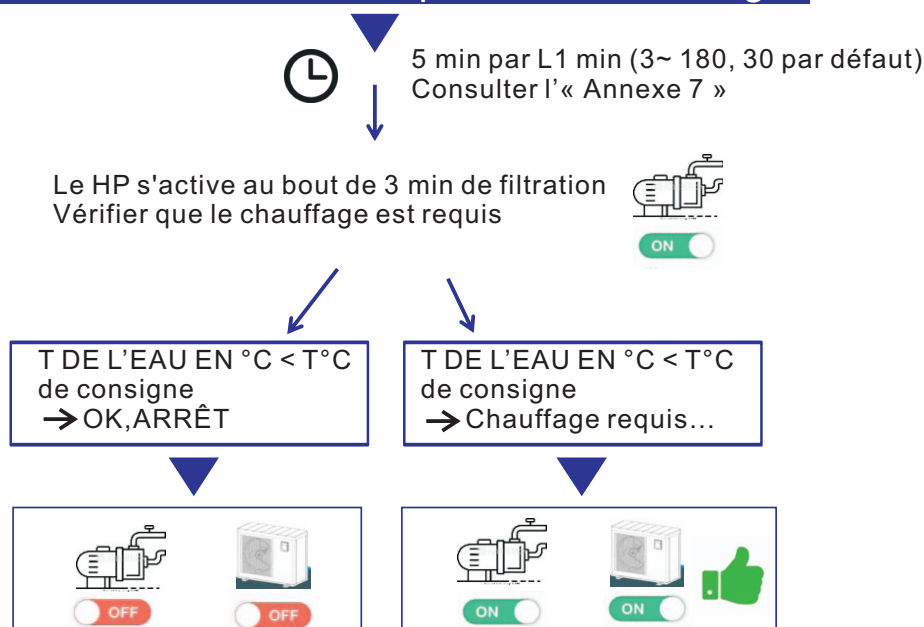 5 min par L1 min (3~ 180, 30 par défaut)
Consulter l'« Annexe 7 »
Le HP s'active au bout de 3 min de filtration
Vérifier que le chauffage est requis
ON
T DE L'EAU EN °C < T°C
de consigne
→ OK,ARRÊT
T DE L'EAU EN °C < T°C
de consigne
→ Chauffage requis...
OFF
OFF
ON
ON